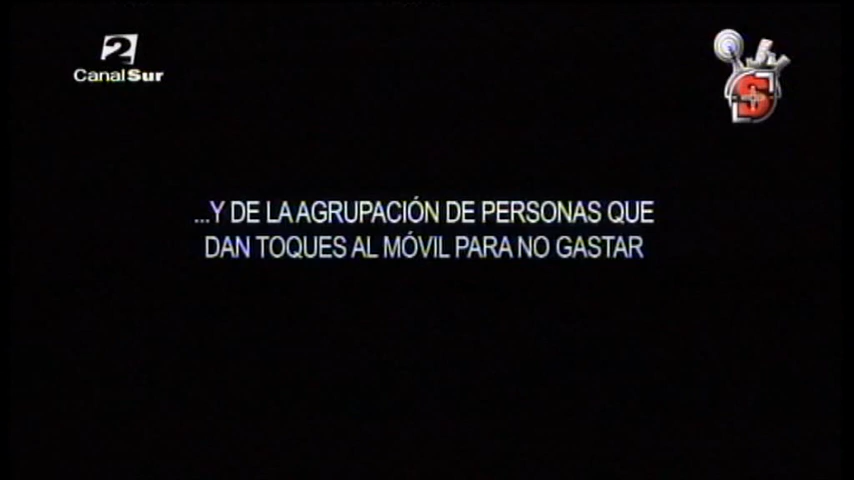 2
CanalSur
S
...Y DE LA AGRUPACIÓN DE PERSONAS QUE
DAN TOQUES AL MÓVIL PARA NO GASTAR